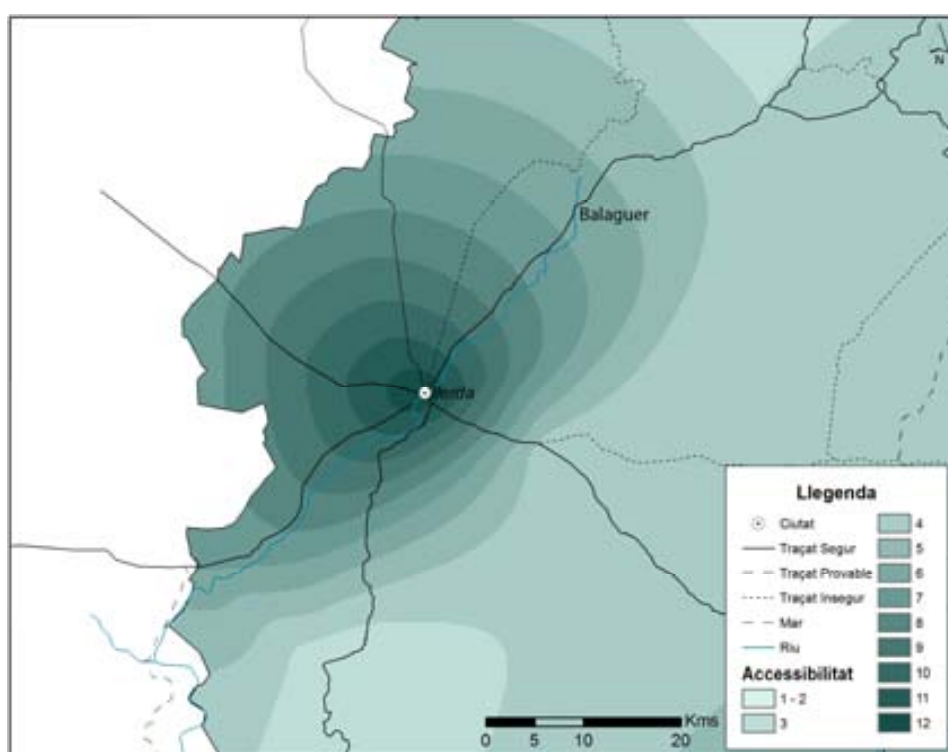 N
Balaguer
Ilerda
Llegenda
Ciutat
Traçat Segur
Traçat Provable
Traçat Insegur
Mar
Riu
Accessibilitat
1 - 2
3
4
5
6
7
8
9
10
11
12
Kms
0 5 10 20